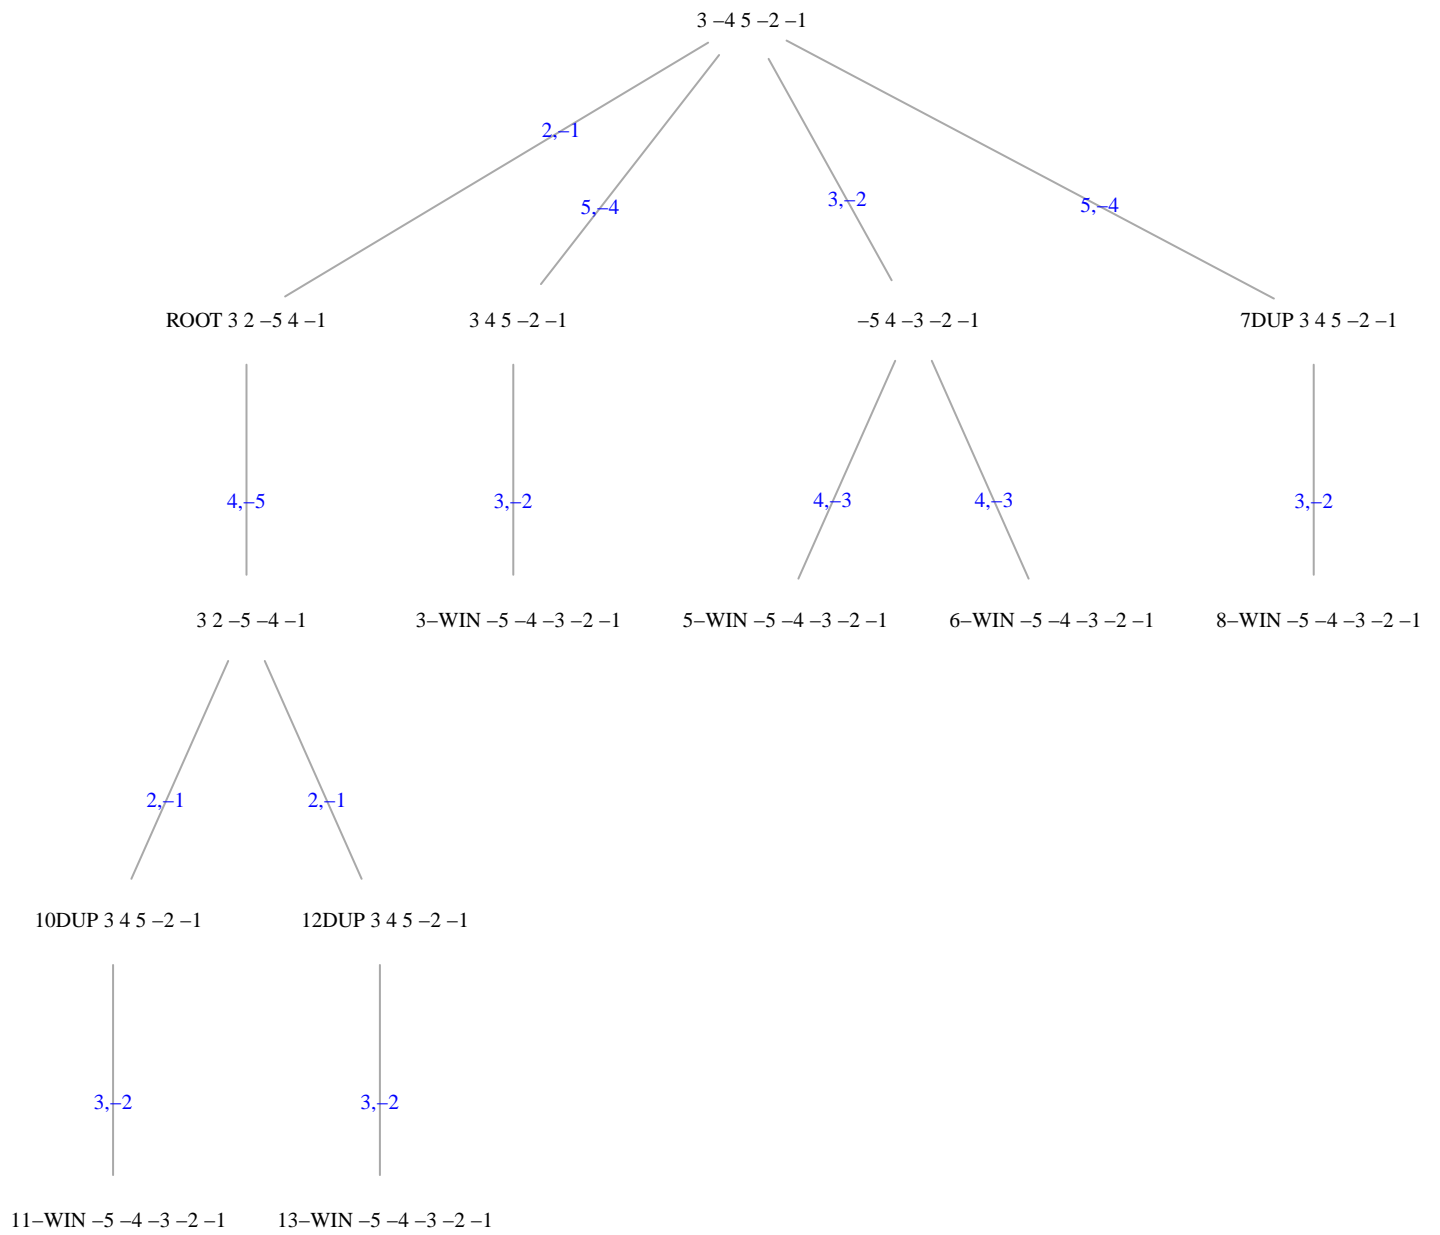 3 –4 5 –2 –1
2,–1
5,–4
3,–2
5,–4
ROOT 3 2 –5 4 –1
3 4 5 –2 –1
–5 4 –3 –2 –1
7DUP 3 4 5 –2 –1
4,–5
3,–2
4,–3
4,–3
3,–2
3 2 –5 –4 –1
3–WIN –5 –4 –3 –2 –1
5–WIN –5 –4 –3 –2 –1
6–WIN –5 –4 –3 –2 –1
8–WIN –5 –4 –3 –2 –1
2,–1
2,–1
10DUP 3 4 5 –2 –1
12DUP 3 4 5 –2 –1
3,–2
3,–2
11–WIN –5 –4 –3 –2 –1
13–WIN –5 –4 –3 –2 –1